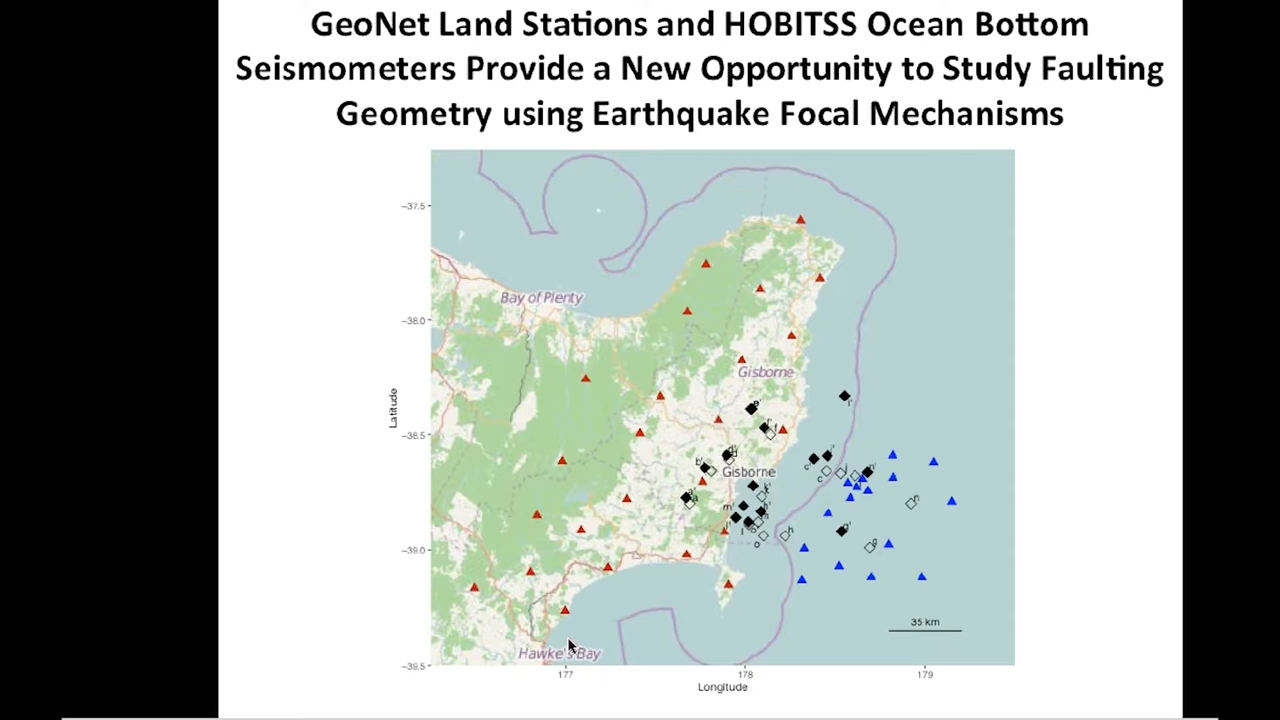 GeoNet Land Stations and HOBITSS Ocean Bottom
Seismometers Provide a New Opportunity to Study Faulting
Geometry using Earthquake Focal Mechanisms
-37.5
Bay of Plenty
-38.0
Gisborne
Latitude
-38.5
Gisborne
-39.0
35 km
Hawke's Bay
-39.5
177
178
179
Longitude